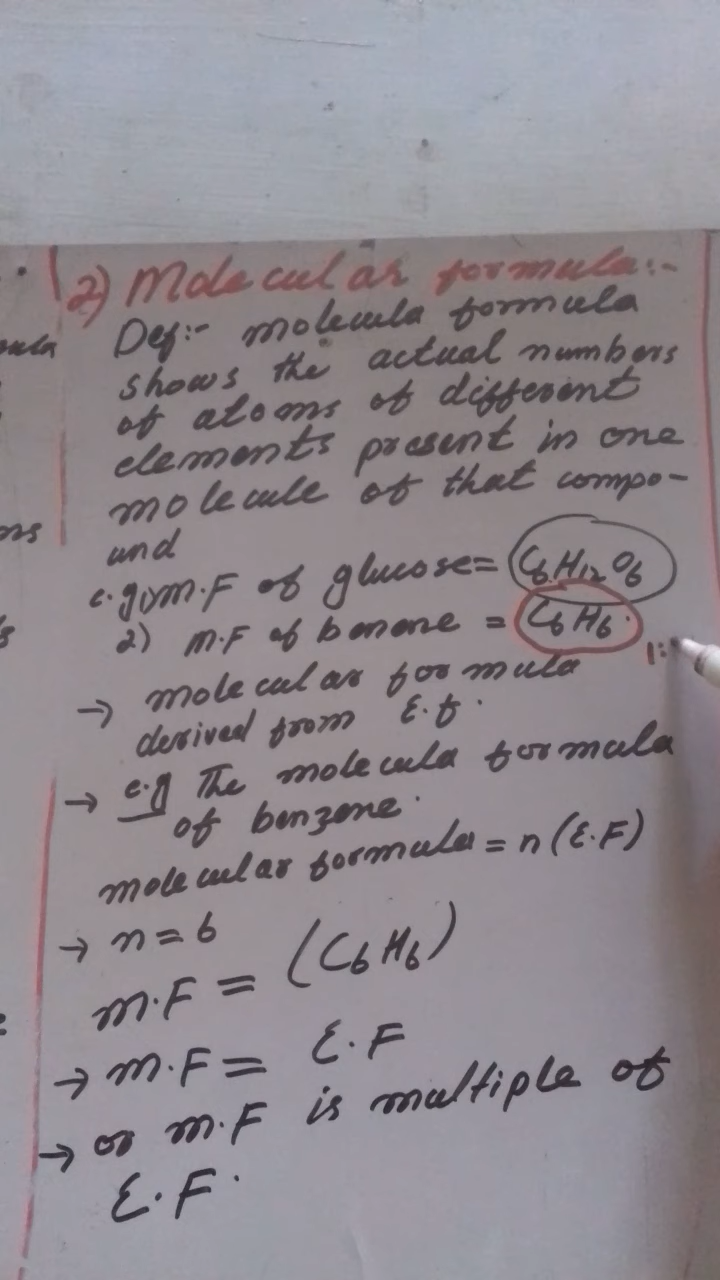 2) Molecular formula:-
Def:- molecula formula
shows the actual numbers
of atoms of different
elements present in one
molecule of that compo-
und
e.g 1) M.F of glucose = C6H12O6
2) M.F of benzene = C6H6.
1:
→ molecular formula
derived from E.f.
→ e.g The molecula formula
of benzene.
molecular formula = n (E.F)
→ n = 6
M.F = (C6H6)
→ M.F = E.F
→ or M.F is multiple of
E.F.